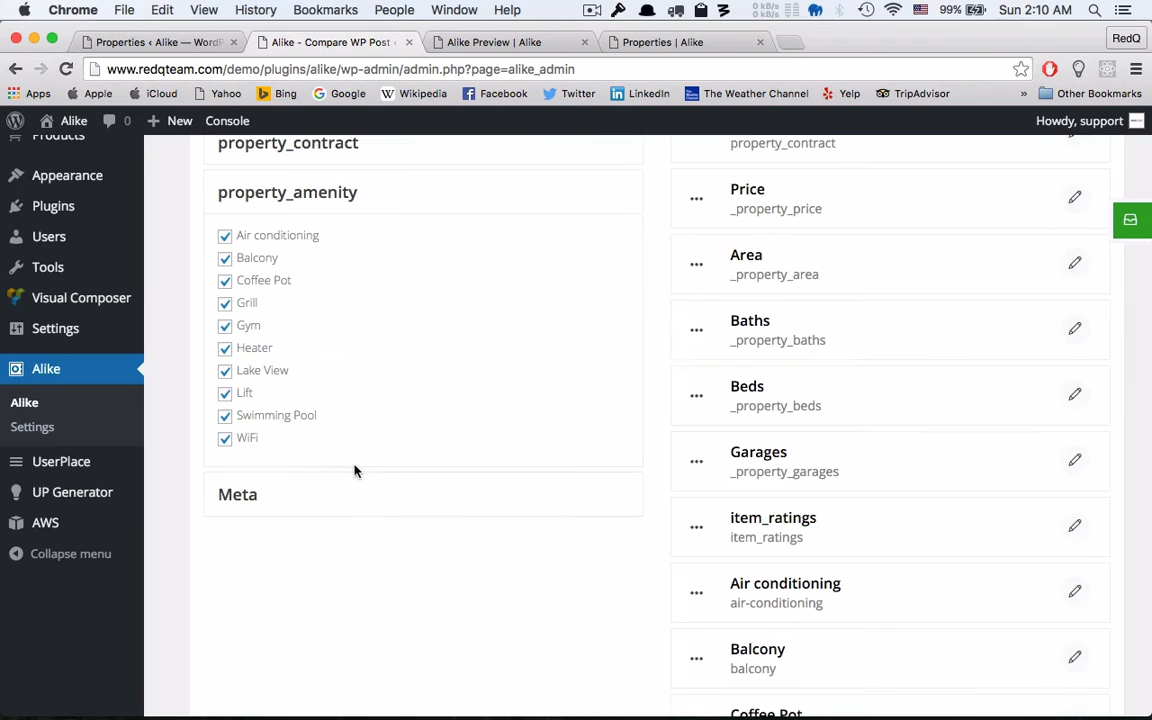 Chrome File Edit View History Bookmarks People Window Help 0 kB/s 0 kB/s 99% Sun 2:10 AM
Properties ‹ Alike — WordP
Alike - Compare WP Post
Alike Preview | Alike
Properties | Alike
RedQ
www.redqteam.com/demo/plugins/alike/wp-admin/admin.php?page=alike_admin
Apps Apple iCloud Yahoo Bing Google Wikipedia Facebook Twitter LinkedIn The Weather Channel Yelp TripAdvisor » Other Bookmarks
Alike 0 New Console Howdy, support
Products
Appearance
Plugins
Users
Tools
Visual Composer
Settings
Alike
Alike
Settings
UserPlace
UP Generator
AWS
Collapse menu
property_contract
property_amenity
Air conditioning
Balcony
Coffee Pot
Grill
Gym
Heater
Lake View
Lift
Swimming Pool
WiFi
Meta
property_contract
Price
_property_price
Area
_property_area
Baths
_property_baths
Beds
_property_beds
Garages
_property_garages
item_ratings
item_ratings
Air conditioning
air-conditioning
Balcony
balcony
Coffee Pot